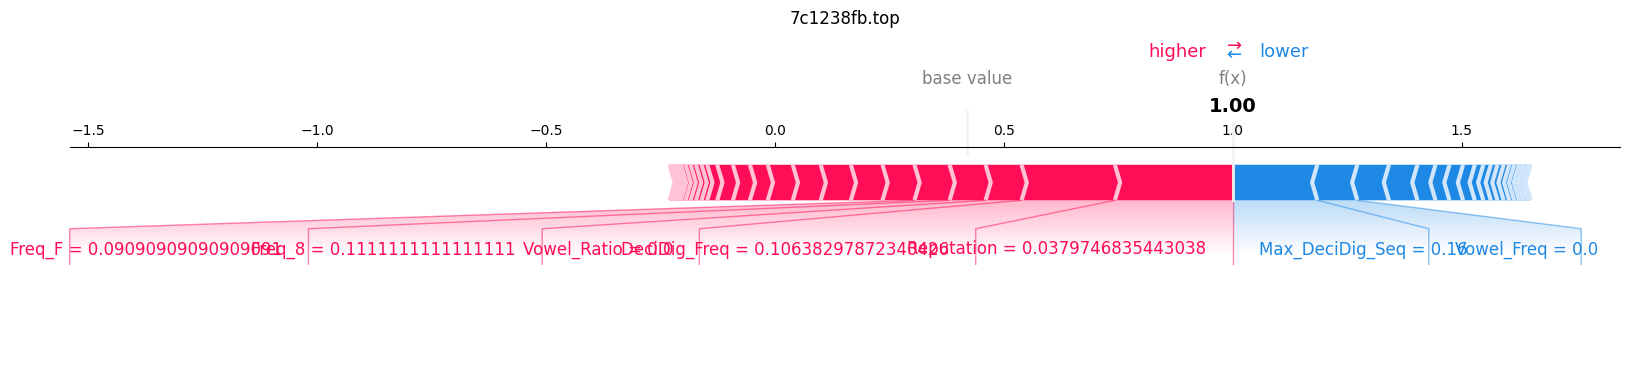 7c1238fb.top
higher ⇄ lower
base value f(x)
1.00
−1.5 −1.0 −0.5 0.0 0.5 1.0 1.5
Freq_F = 0.09090909090909091 Freq_8 = 0.1111111111111111 Vowel_Ratio = 0.0 DeciDig_Freq = 0.10638297872340426 Reputation = 0.0379746835443038 Max_DeciDig_Seq = 0.16 Vowel_Freq = 0.0